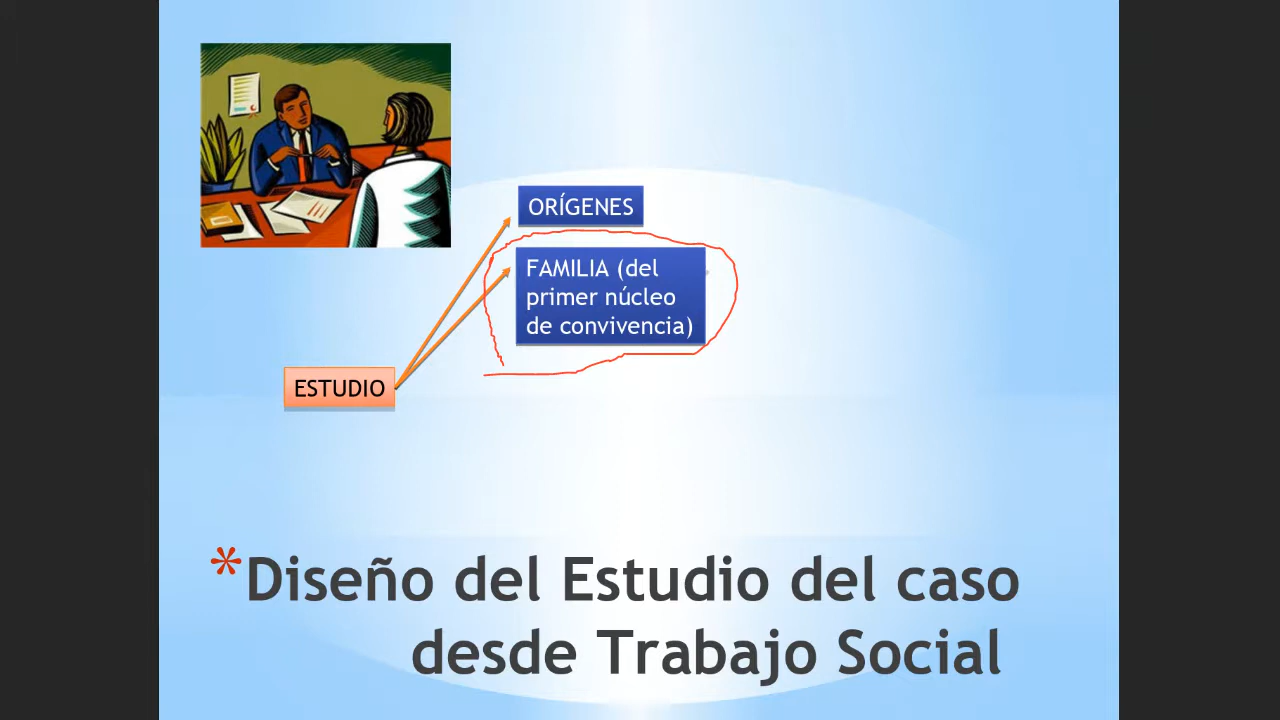 ORÍGENES
FAMILIA (del
primer núcleo
de convivencia)
ESTUDIO
*Diseño del Estudio del caso
desde Trabajo Social